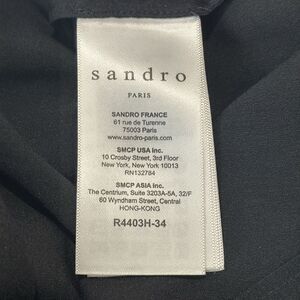 sandro
PARIS
SANDRO FRANCE
61 rue de Turenne
75003 Paris
www.sandro-paris.com
SMCP USA Inc.
10 Crosby Street, 3rd Floor
New York, New York 10013
RN132784
SMCP ASIA Inc.
The Centrium, Suite 3203A-5A, 32/F
60 Wyndham Street, Central
HONG-KONG
R4403H-34